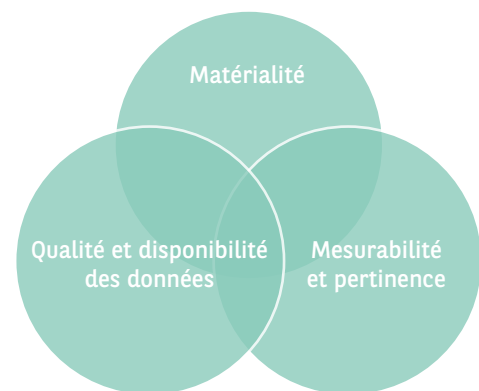 Matérialité
Qualité et disponibilité
des données
Mesurabilité
et pertinence